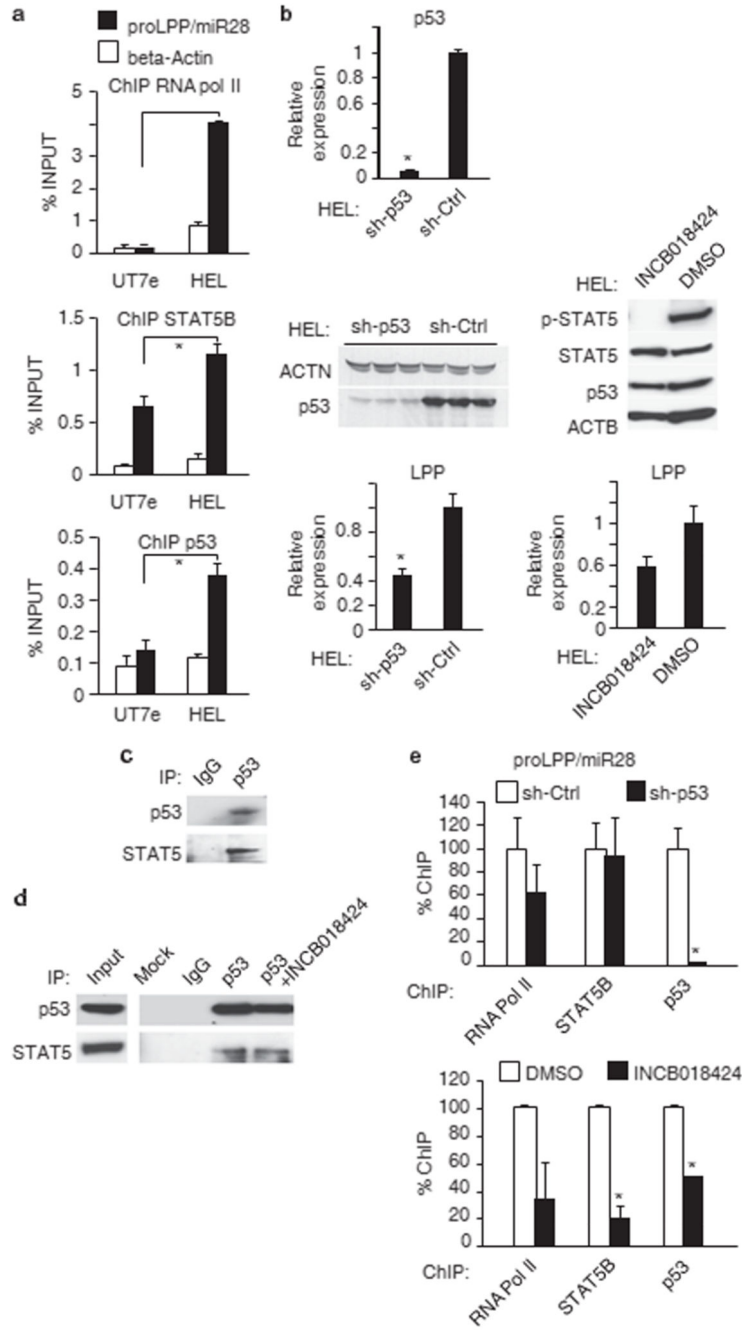 a
proLPP/miR28
beta-Actin
ChIP RNA pol II
% INPUT
5
3
2
1
0
UT7e HEL
ChIP STAT5B
% INPUT
1.5
1
0.5
0
*
UT7e HEL
ChIP p53
% INPUT
0.5
0.4
0.3
0.2
0.1
0
*
UT7e HEL
b
p53
Relative
expression
1
0.8
0.6
0.2
0
*
HEL:
sh-p53
sh-Ctrl
HEL: sh-p53 sh-Ctrl
ACTN
p53
LPP
Relative
expression
0.8
0.4
0.2
0
*
HEL:
sh-p53
sh-Ctrl
HEL:
INCB018424
DMSO
p-STAT5
STAT5
p53
ACTB
LPP
Relative
expression
1
0.6
0.2
0
HEL:
INCB018424
DMSO
c
IP: IgG p53
p53
STAT5
d
IP: Input Mock IgG p53 p53
+INCB018424
p53
STAT5
e
proLPP/miR28
sh-Ctrl sh-p53
% ChIP
140
120
100
80
60
40
20
0
*
ChIP:
RNA Pol II
STAT5B
p53
DMSO INCB018424
% ChIP
120
100
80
60
40
20
0
*
*
ChIP:
RNA Pol II
STAT5B
p53